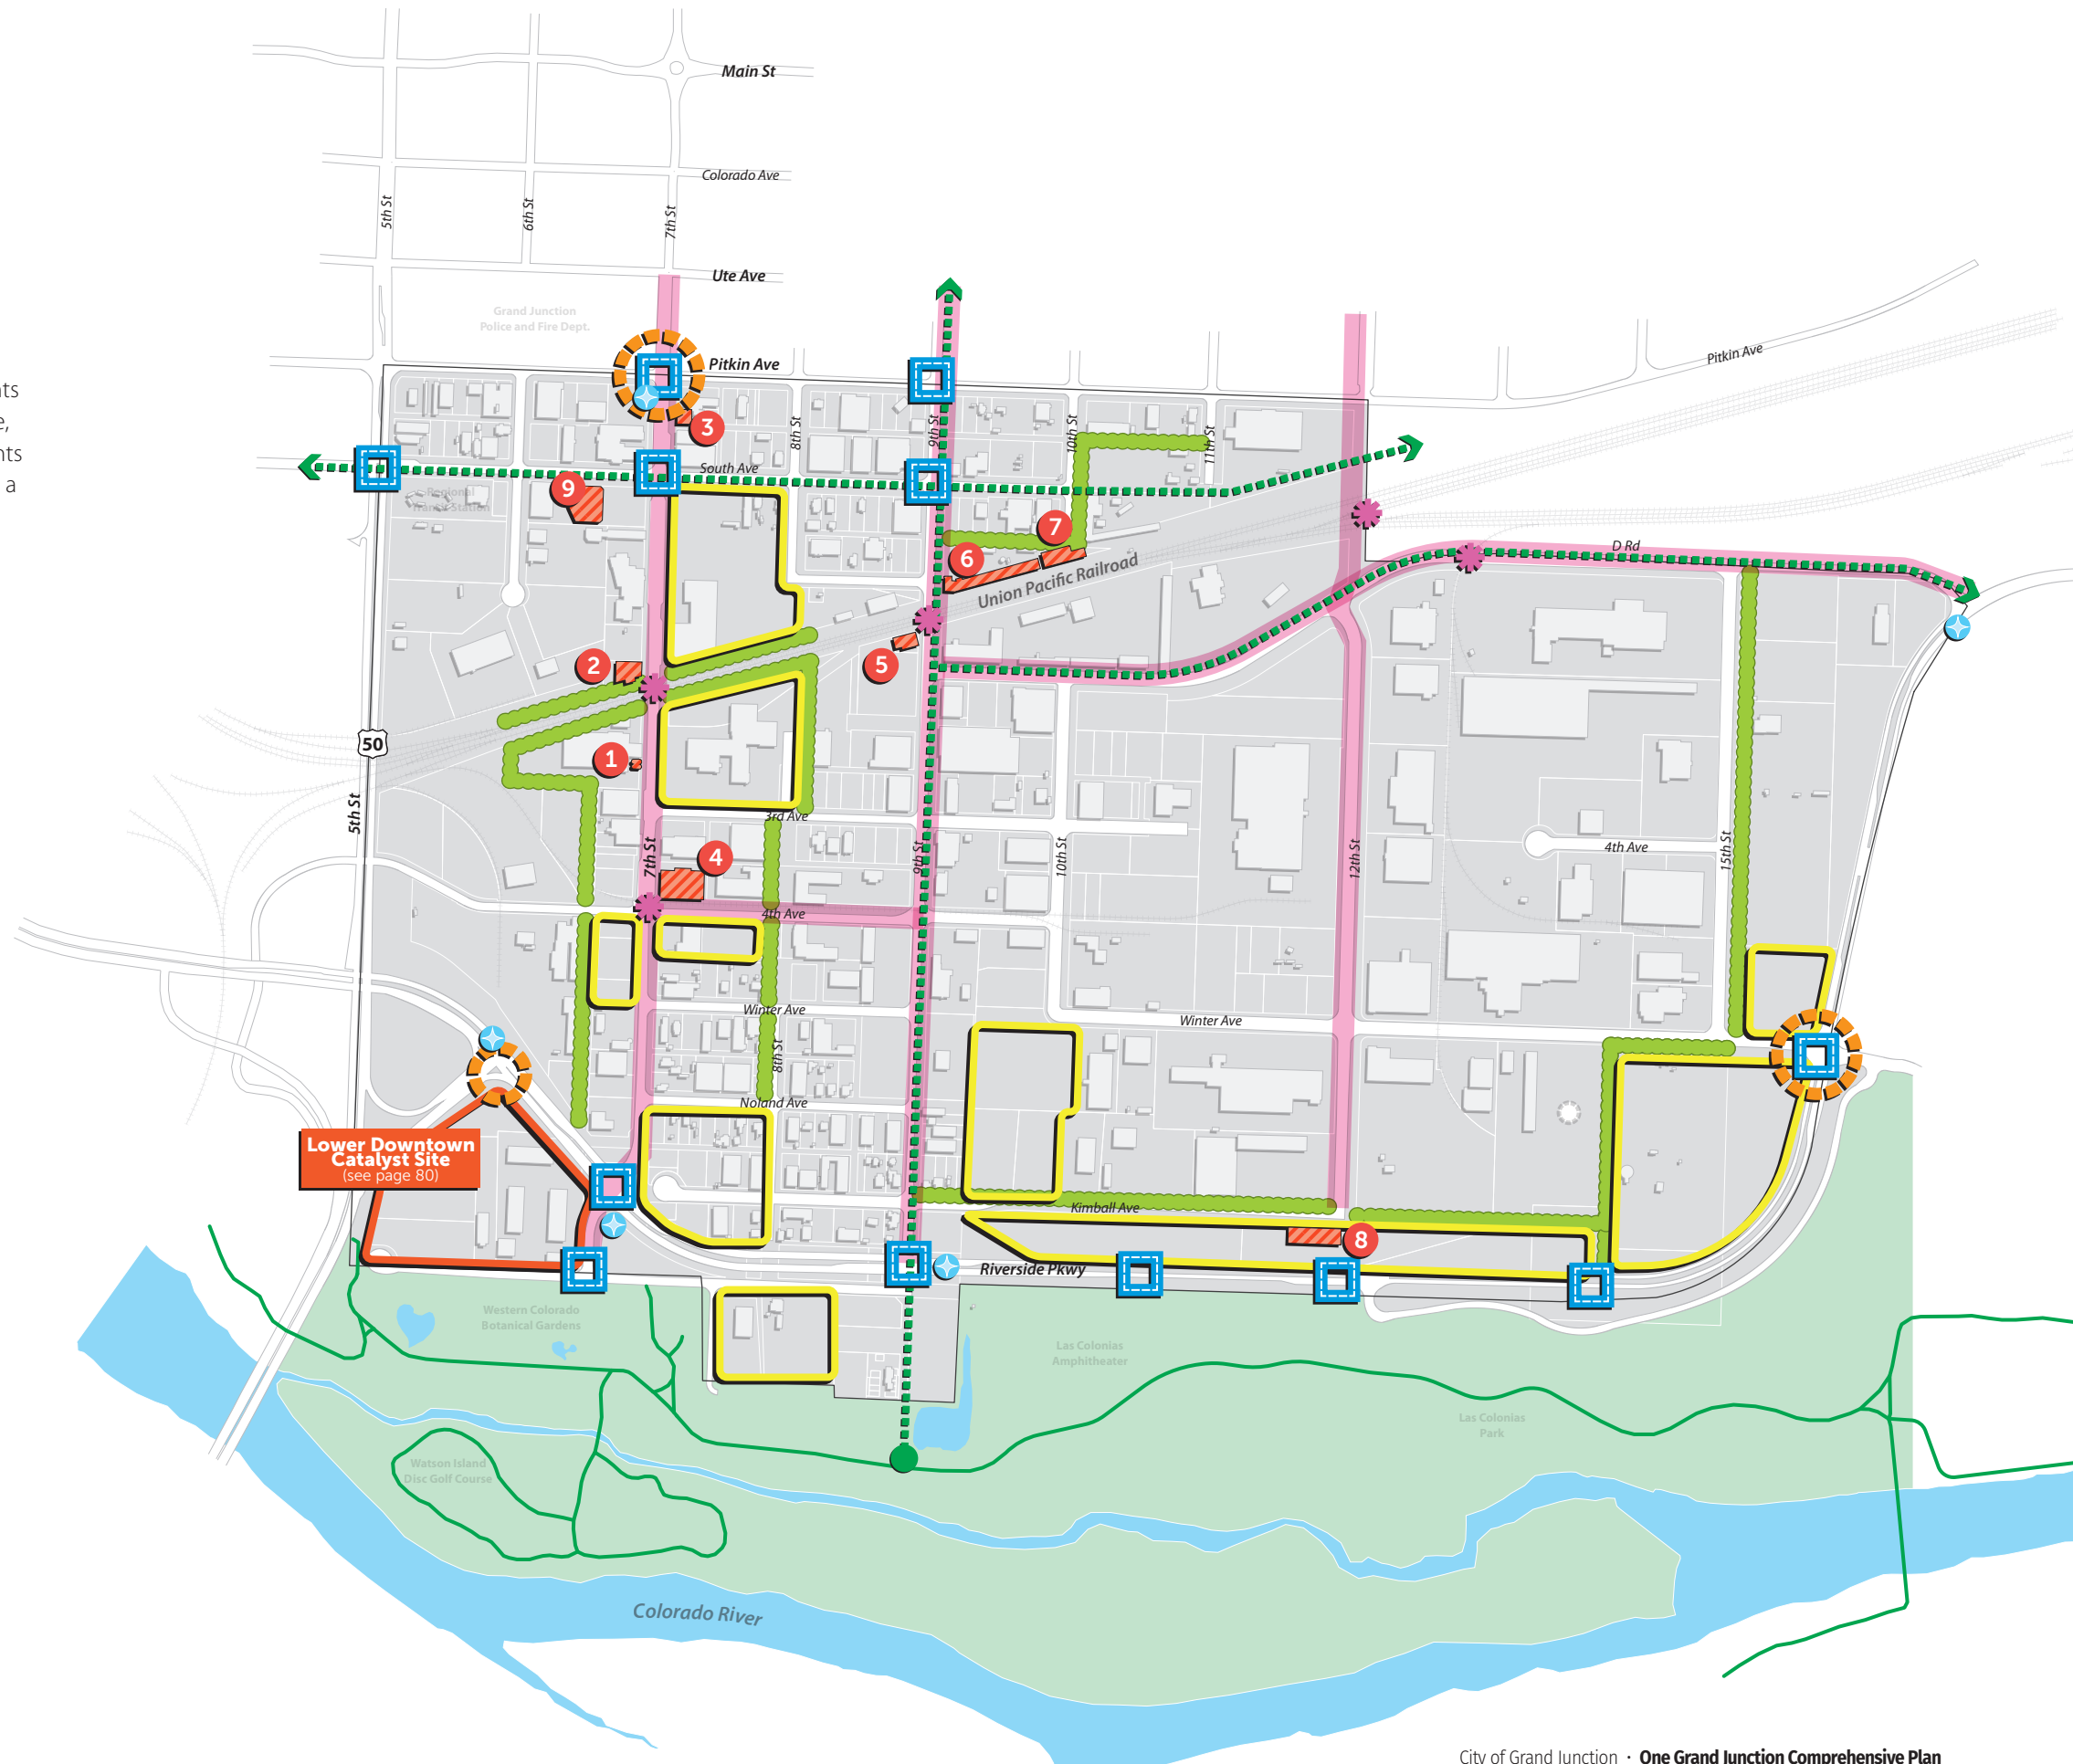 Main St
Colorado Ave
5th St
6th St
7th St
Ute Ave
Grand Junction
Police and Fire Dept.
Pitkin Ave
Pitkin Ave
nts
e,
nts
a
3
8th St
9th St
10th St
11th St
South Ave
9
Regional
Transit Station
7
6
Union Pacific Railroad
D Rd
2
5
50
1
5th St
3rd Ave
7th St
4
9th St
10th St
12th St
15th St
4th Ave
4th Ave
Winter Ave
Winter Ave
8th St
Noland Ave
Lower Downtown
Catalyst Site
(see page 80)
Kimball Ave
8
Riverside Pkwy
Western Colorado
Botanical Gardens
Las Colonias
Amphitheater
Las Colonias
Park
Watson Island
Disc Golf Course
Colorado River
City of Grand Junction · One Grand Junction Comprehensive Plan